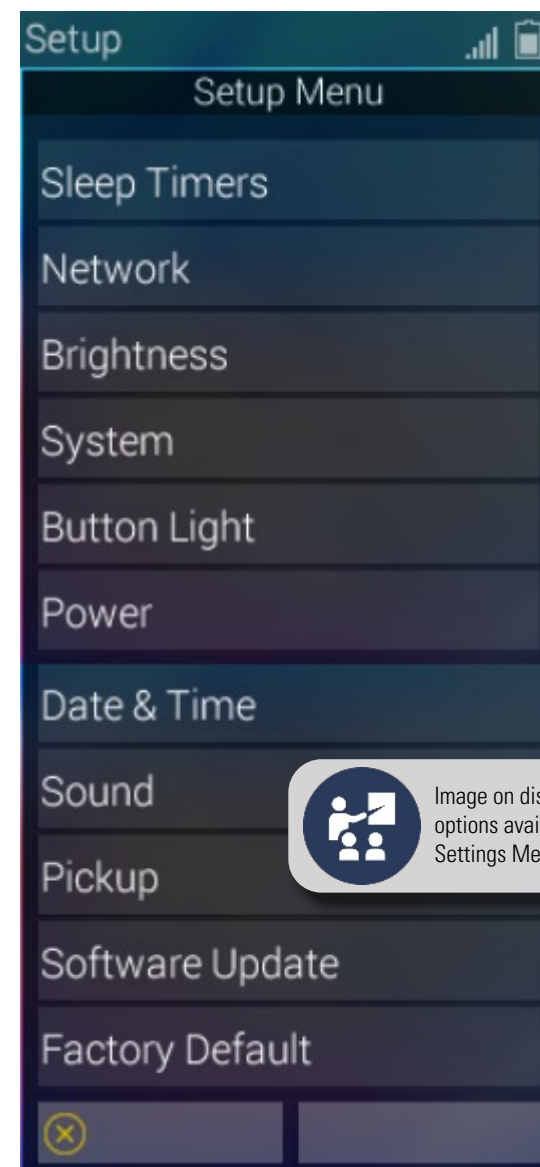 Setup
Setup Menu
Sleep Timers
Network
Brightness
System
Button Light
Power
Date & Time
Sound
Image on dis
options avai
Settings Me
Pickup
Software Update
Factory Default